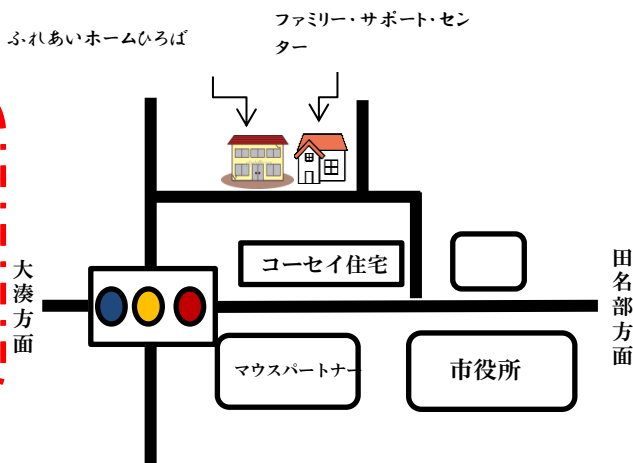 ふれあいホームひろば
ファミリー・サポート・セン
ター
コーセイ住宅
大湊方面
田名部方面
マウスパートナー
市役所